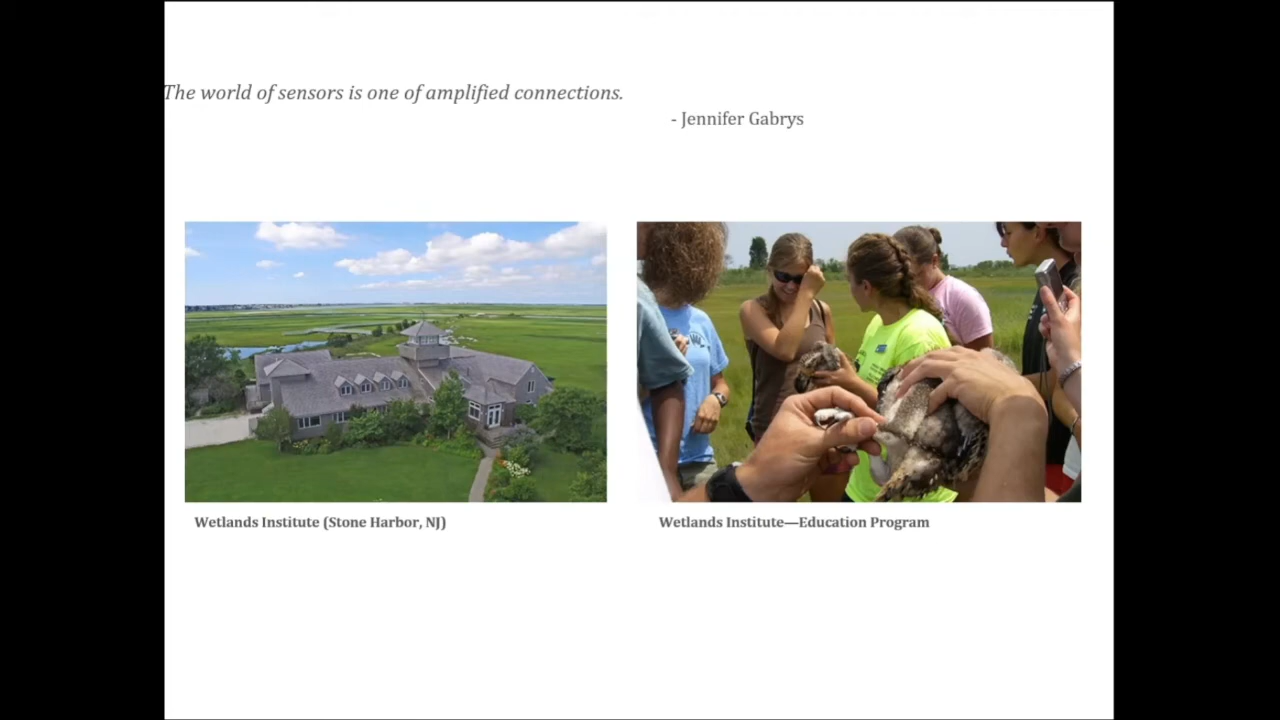 The world of sensors is one of amplified connections.
- Jennifer Gabrys
Wetlands Institute (Stone Harbor, NJ)
Wetlands Institute—Education Program